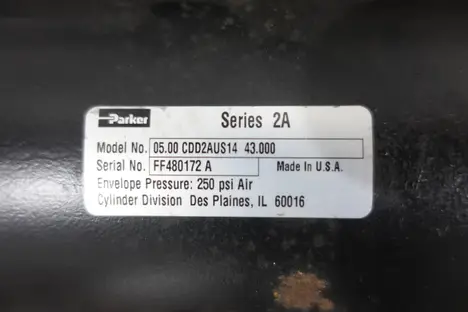 Parker Series 2A
Model No. 05.00 CDD2AUS14 43.000
Serial No. FF480172 A Made In U.S.A.
Envelope Pressure: 250 psi Air
Cylinder Division Des Plaines, IL 60016